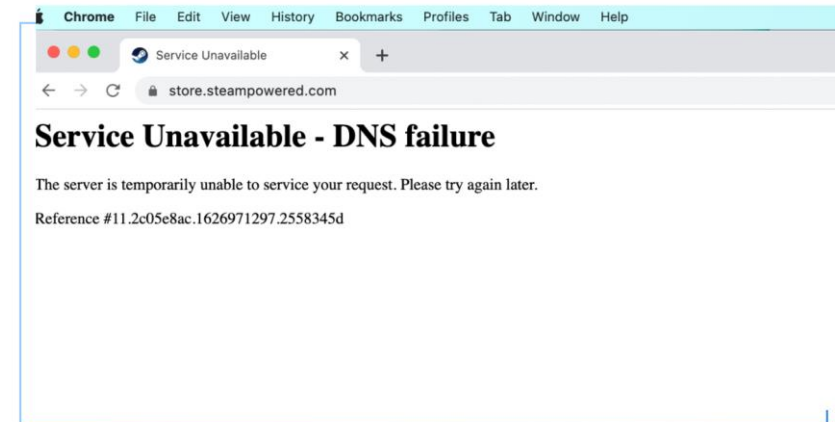 Chrome File Edit View History Bookmarks Profiles Tab Window Help
Service Unavailable
store.steampowered.com
Service Unavailable - DNS failure
The server is temporarily unable to service your request. Please try again later.
Reference #11.2c05e8ac.1626971297.2558345d